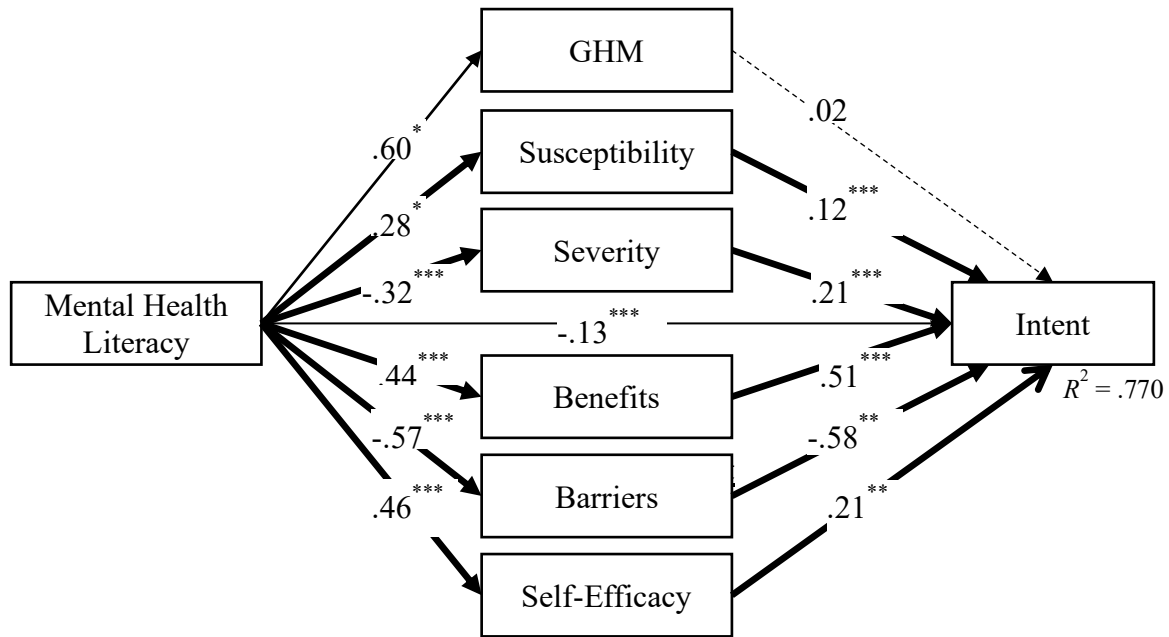 GHM
.02
.60*
Susceptibility
.28*
.12***
Severity
-.32***
.21***
Mental Health
Literacy
-.13***
Intent
R² = .770
.44***
Benefits
.51***
-.57***
-.58**
Barriers
.46***
.21**
Self-Efficacy